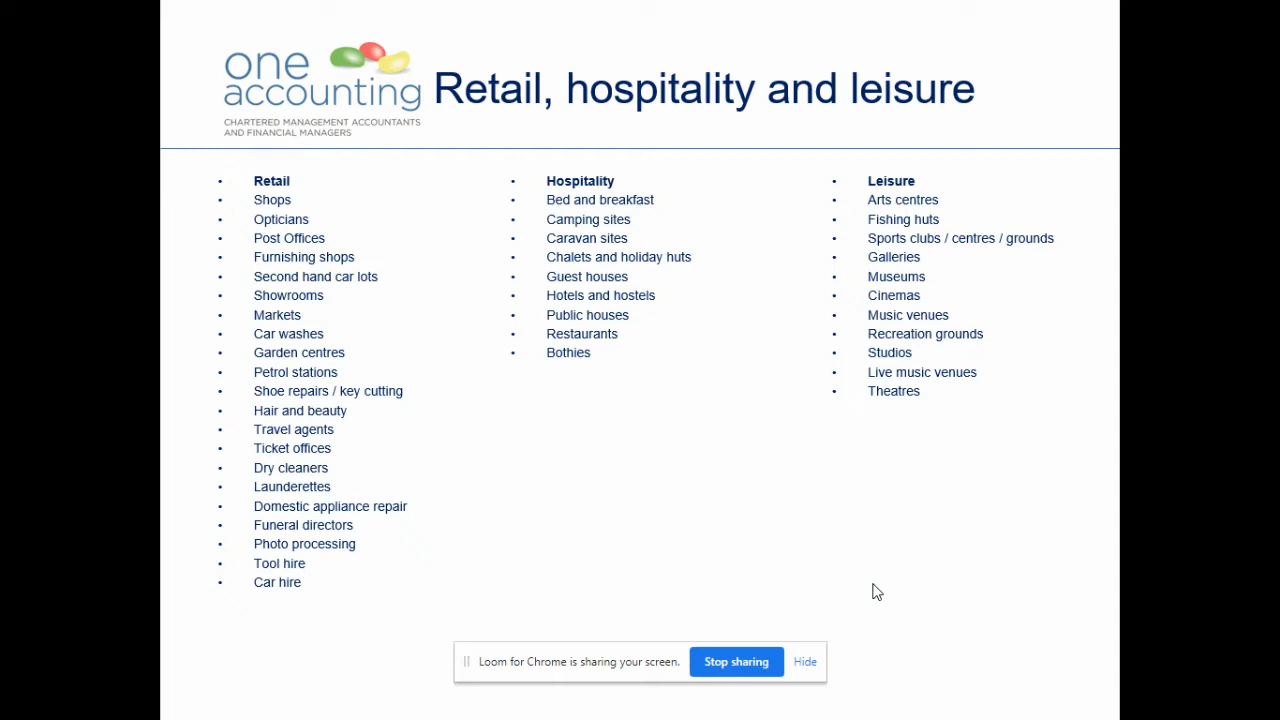 one
accounting
CHARTERED MANAGEMENT ACCOUNTANTS
AND FINANCIAL MANAGERS
Retail, hospitality and leisure
• Retail
• Shops
• Opticians
• Post Offices
• Furnishing shops
• Second hand car lots
• Showrooms
• Markets
• Car washes
• Garden centres
• Petrol stations
• Shoe repairs / key cutting
• Hair and beauty
• Travel agents
• Ticket offices
• Dry cleaners
• Launderettes
• Domestic appliance repair
• Funeral directors
• Photo processing
• Tool hire
• Car hire
• Hospitality
• Bed and breakfast
• Camping sites
• Caravan sites
• Chalets and holiday huts
• Guest houses
• Hotels and hostels
• Public houses
• Restaurants
• Bothies
• Leisure
• Arts centres
• Fishing huts
• Sports clubs / centres / grounds
• Galleries
• Museums
• Cinemas
• Music venues
• Recreation grounds
• Studios
• Live music venues
• Theatres
Loom for Chrome is sharing your screen. Stop sharing Hide